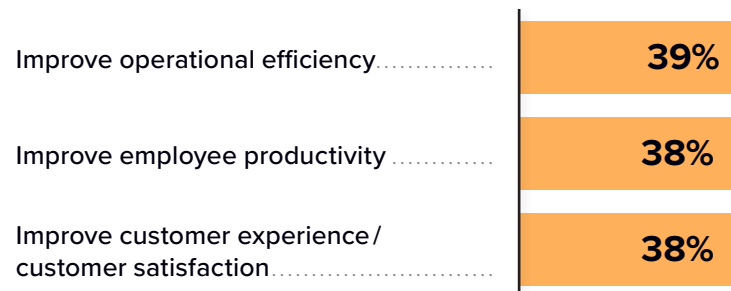 Improve operational efficiency............... 39%
Improve employee productivity ............. 38%
Improve customer experience/
customer satisfaction............................ 38%